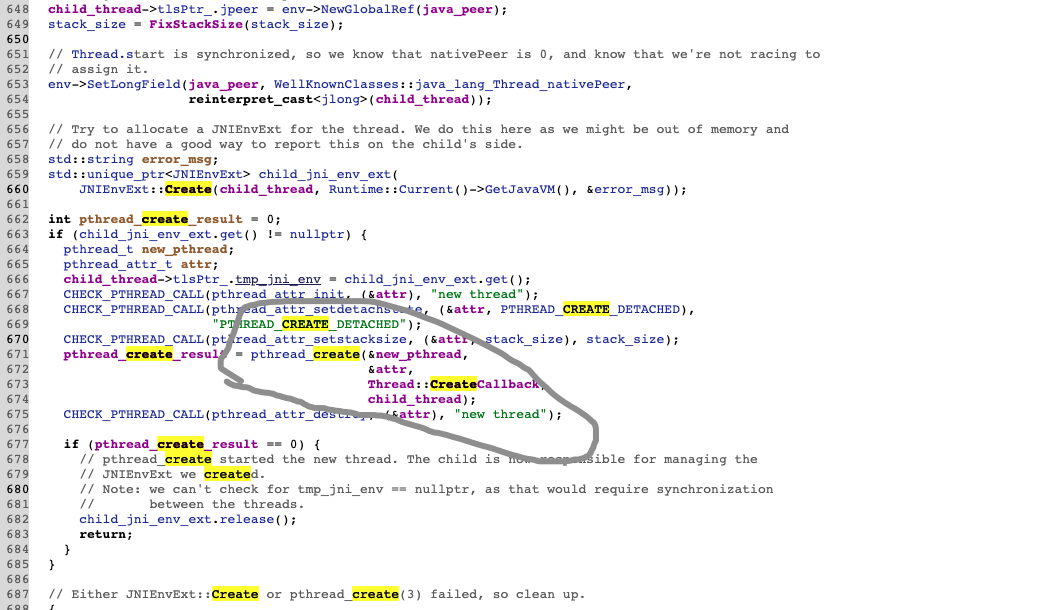 648 child_thread->tlsPtr_.jpeer = env->NewGlobalRef(java_peer);
649 stack_size = FixStackSize(stack_size);
650
651 // Thread.start is synchronized, so we know that nativePeer is 0, and know that we're not racing to
652 // assign it.
653 env->SetLongField(java_peer, WellKnownClasses::java_lang_Thread_nativePeer,
654 reinterpret_cast<jlong>(child_thread));
655
656 // Try to allocate a JNIEnvExt for the thread. We do this here as we might be out of memory and
657 // do not have a good way to report this on the child's side.
658 std::string error_msg;
659 std::unique_ptr<JNIEnvExt> child_jni_env_ext(
660 JNIEnvExt::Create(child_thread, Runtime::Current()->GetJavaVM(), &error_msg));
661
662 int pthread_create_result = 0;
663 if (child_jni_env_ext.get() != nullptr) {
664 pthread_t new_pthread;
665 pthread_attr_t attr;
666 child_thread->tlsPtr_.tmp_jni_env = child_jni_env_ext.get();
667 CHECK_PTHREAD_CALL(pthread_attr_init, (&attr), "new thread");
668 CHECK_PTHREAD_CALL(pthread_attr_setdetachstate, (&attr, PTHREAD_CREATE_DETACHED),
669 "PTHREAD_CREATE_DETACHED");
670 CHECK_PTHREAD_CALL(pthread_attr_setstacksize, (&attr, stack_size), stack_size);
671 pthread_create_result = pthread_create(&new_pthread,
672 &attr,
673 Thread::CreateCallback,
674 child_thread);
675 CHECK_PTHREAD_CALL(pthread_attr_destroy, (&attr), "new thread");
676
677 if (pthread_create_result == 0) {
678 // pthread_create started the new thread. The child is now responsible for managing the
679 // JNIEnvExt we created.
680 // Note: we can't check for tmp_jni_env == nullptr, as that would require synchronization
681 // between the threads.
682 child_jni_env_ext.release();
683 return;
684 }
685 }
686
687 // Either JNIEnvExt::Create or pthread_create(3) failed, so clean up.
688 {